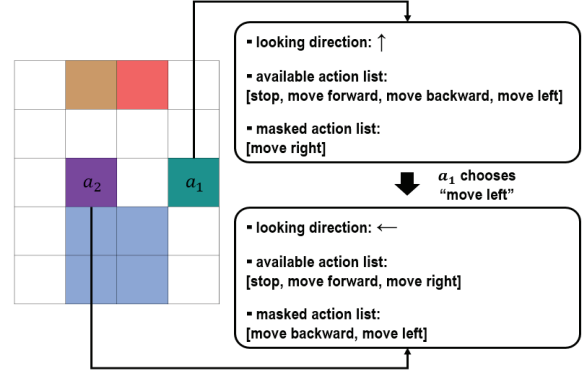 - looking direction: ↑
- available action list:
[stop, move forward, move backward, move left]
- masked action list:
[move right]
a₂
a₁
a₁ chooses
"move left"
- looking direction: ←
- available action list:
[stop, move forward, move right]
- masked action list:
[move backward, move left]